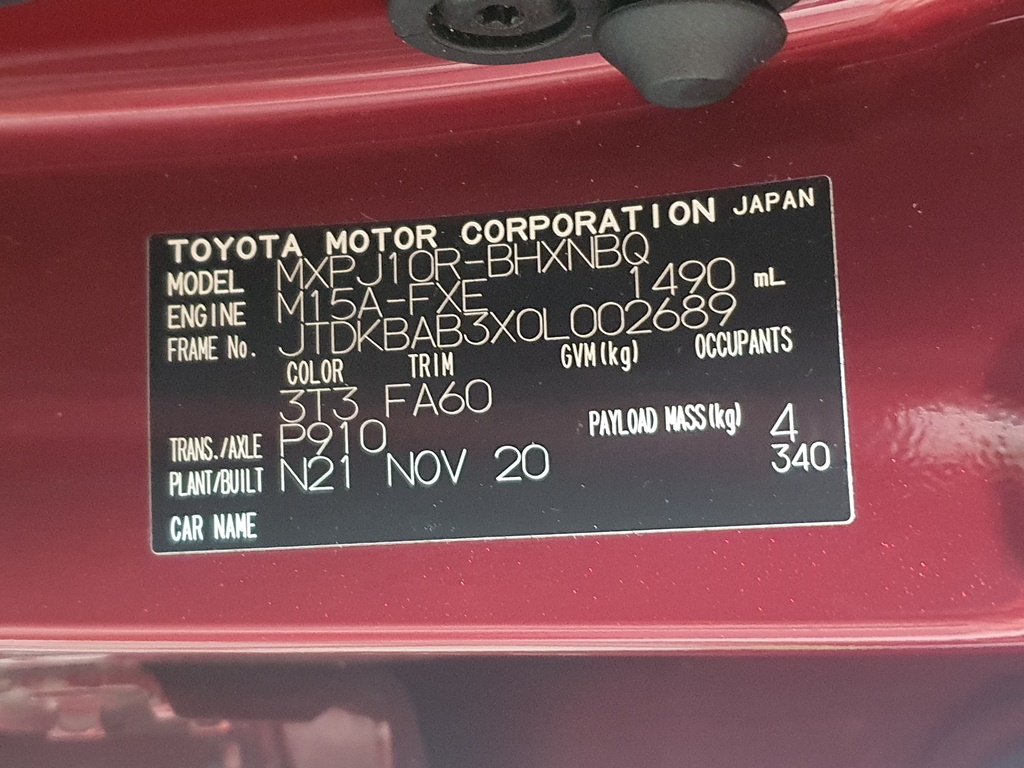 TOYOTA MOTOR CORPORATION JAPAN
MODEL MXPJ10R-BHXNBQ
ENGINE M15A-FXE 1490 mL
FRAME No. JTDKBAB3X0L002689
COLOR TRIM GVM(kg) OCCUPANTS
3T3 FA60
PAYLOAD MASS(kg) 4
TRANS./AXLE P910
340
PLANT/BUILT N21 NOV 20
CAR NAME